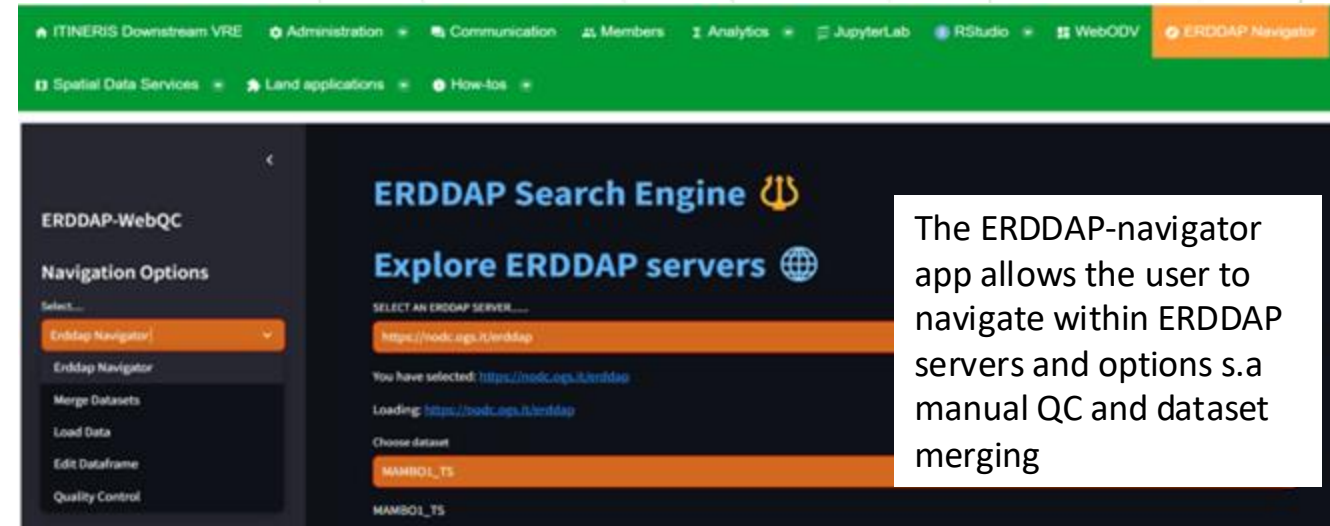 ITINERIS Downstream VRE Administration Communication Members Analytics JupyterLab RStudio WebODV ERDDAP Navigator
Spatial Data Services Land applications How-tos
ERDDAP-WebQC
Navigation Options
Select....
Erddap Navigator
Erddap Navigator
Merge Datasets
Load Data
Edit Dataframe
Quality Control
ERDDAP Search Engine
Explore ERDDAP servers
SELECT AN ERDDAP SERVER......
https://nodc.ogs.it/erddap
You have selected: https://nodc.ogs.it/erddap
Loading: https://nodc.ogs.it/erddap
Choose dataset
MAMBO1_TS
MAMBO1_TS
The ERDDAP-navigator
app allows the user to
navigate within ERDDAP
servers and options s.a
manual QC and dataset
merging